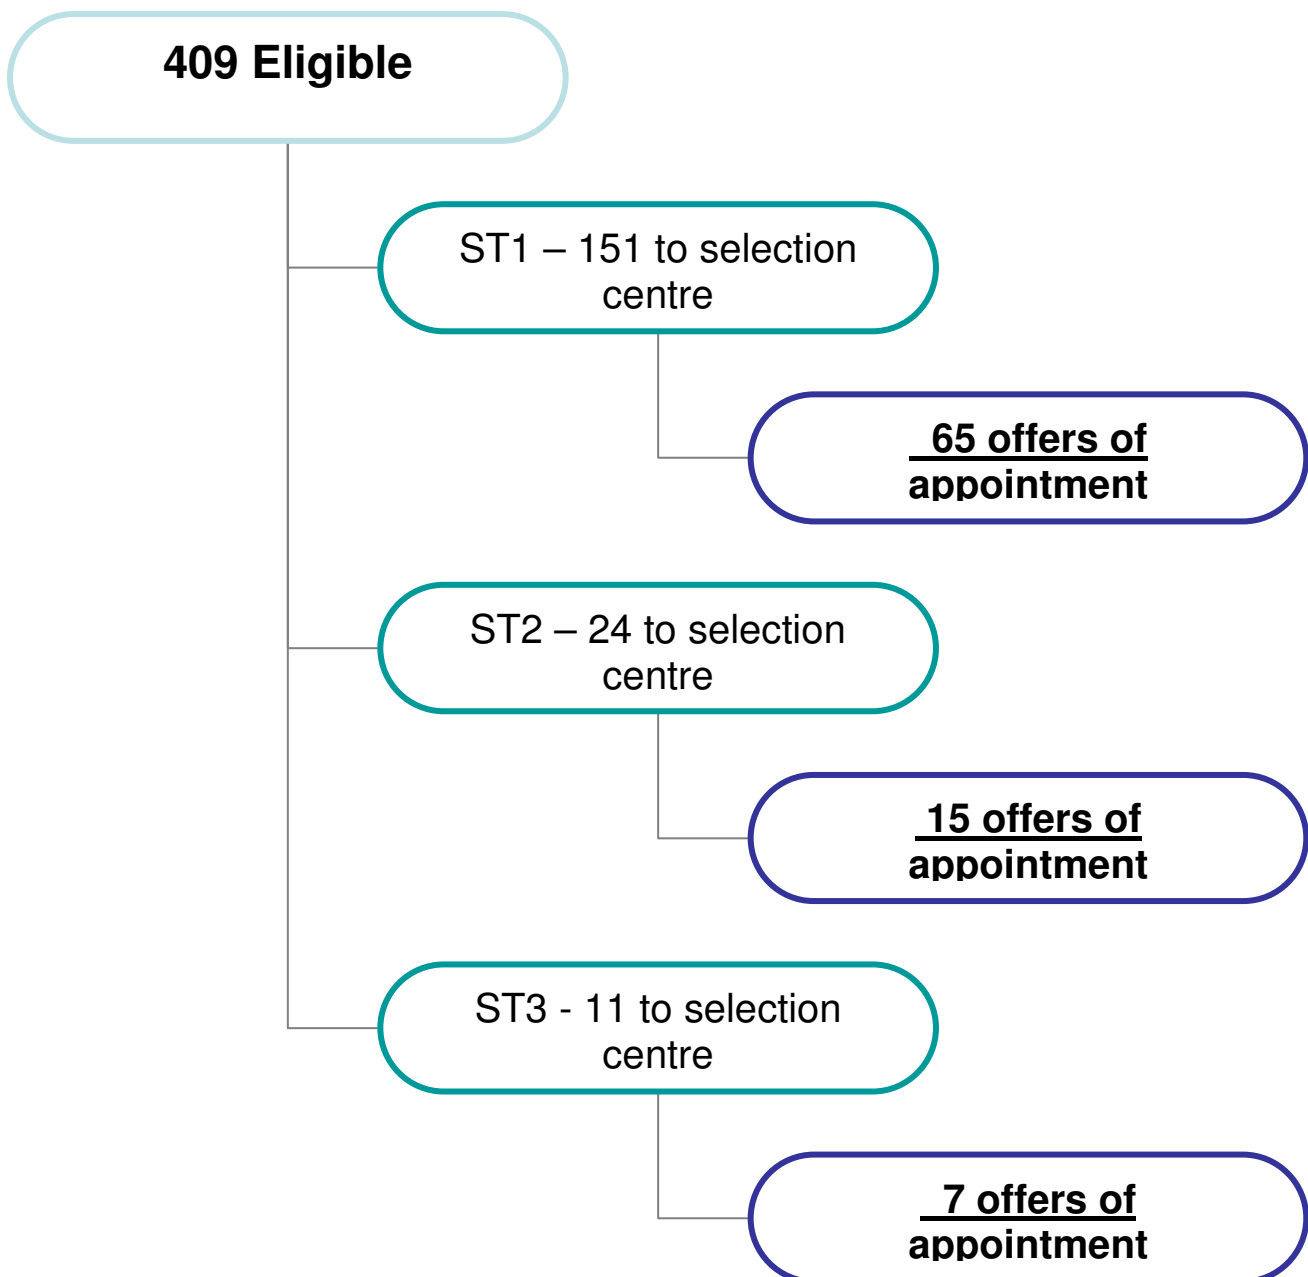 409 Eligible
ST1 – 151 to selection
centre
65 offers of
appointment
ST2 – 24 to selection
centre
15 offers of
appointment
ST3 - 11 to selection
centre
7 offers of
appointment